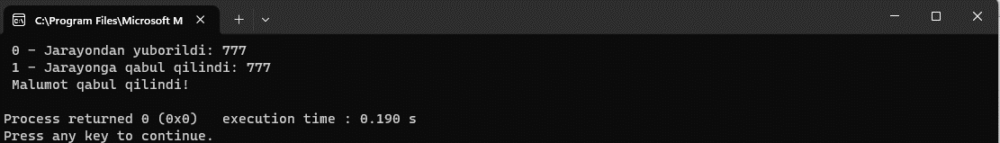 C:\Program Files\Microsoft M
0 - Jarayondan yuborildi: 777
1 - Jarayonga qabul qilindi: 777
Malumot qabul qilindi!
Process returned 0 (0x0)   execution time : 0.190 s
Press any key to continue.